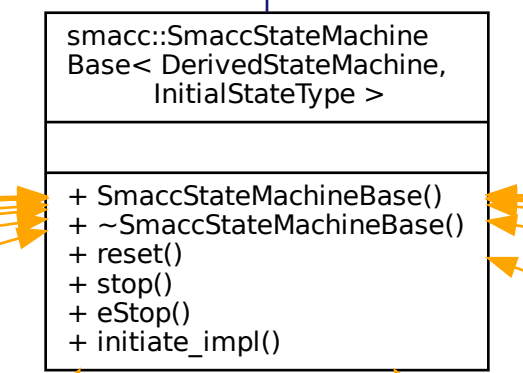 smacc::SmaccStateMachine
Base< DerivedStateMachine,
InitialStateType >
+ SmaccStateMachineBase()
+ ~SmaccStateMachineBase()
+ reset()
+ stop()
+ eStop()
+ initiate_impl()